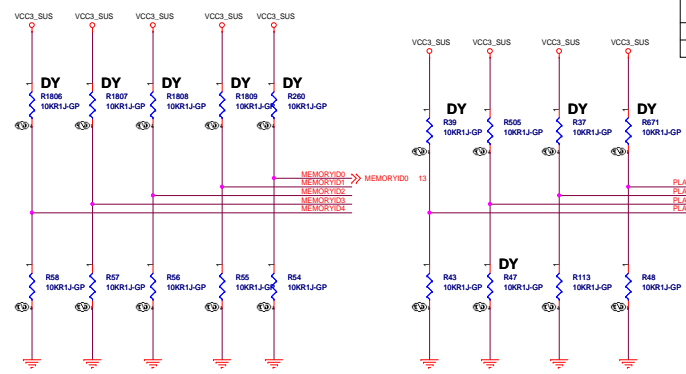 VCC3_SUS VCC3_SUS VCC3_SUS VCC3_SUS VCC3_SUS
VCC3_SUS VCC3_SUS VCC3_SUS VCC3_SUS
DY DY DY DY DY
R1806 R1807 R1808 R1809 R260
10KR1J-GP 10KR1J-GP 10KR1J-GP 10KR1J-GP 10KR1J-GP
DY DY DY
R39 R505 R37 R671
10KR1J-GP 10KR1J-GP 10KR1J-GP 10KR1J-GP
MEMORYID0 MEMORYID0 13
MEMORYID1
MEMORYID2
MEMORYID3
MEMORYID4
PLA
PLA
PLA
PLA
DY
R58 R57 R56 R55 R54
10KR1J-GP 10KR1J-GP 10KR1J-GP 10KR1J-GP 10KR1J-GP
R43 R47 R113 R48
10KR1J-GP 10KR1J-GP 10KR1J-GP 10KR1J-GP